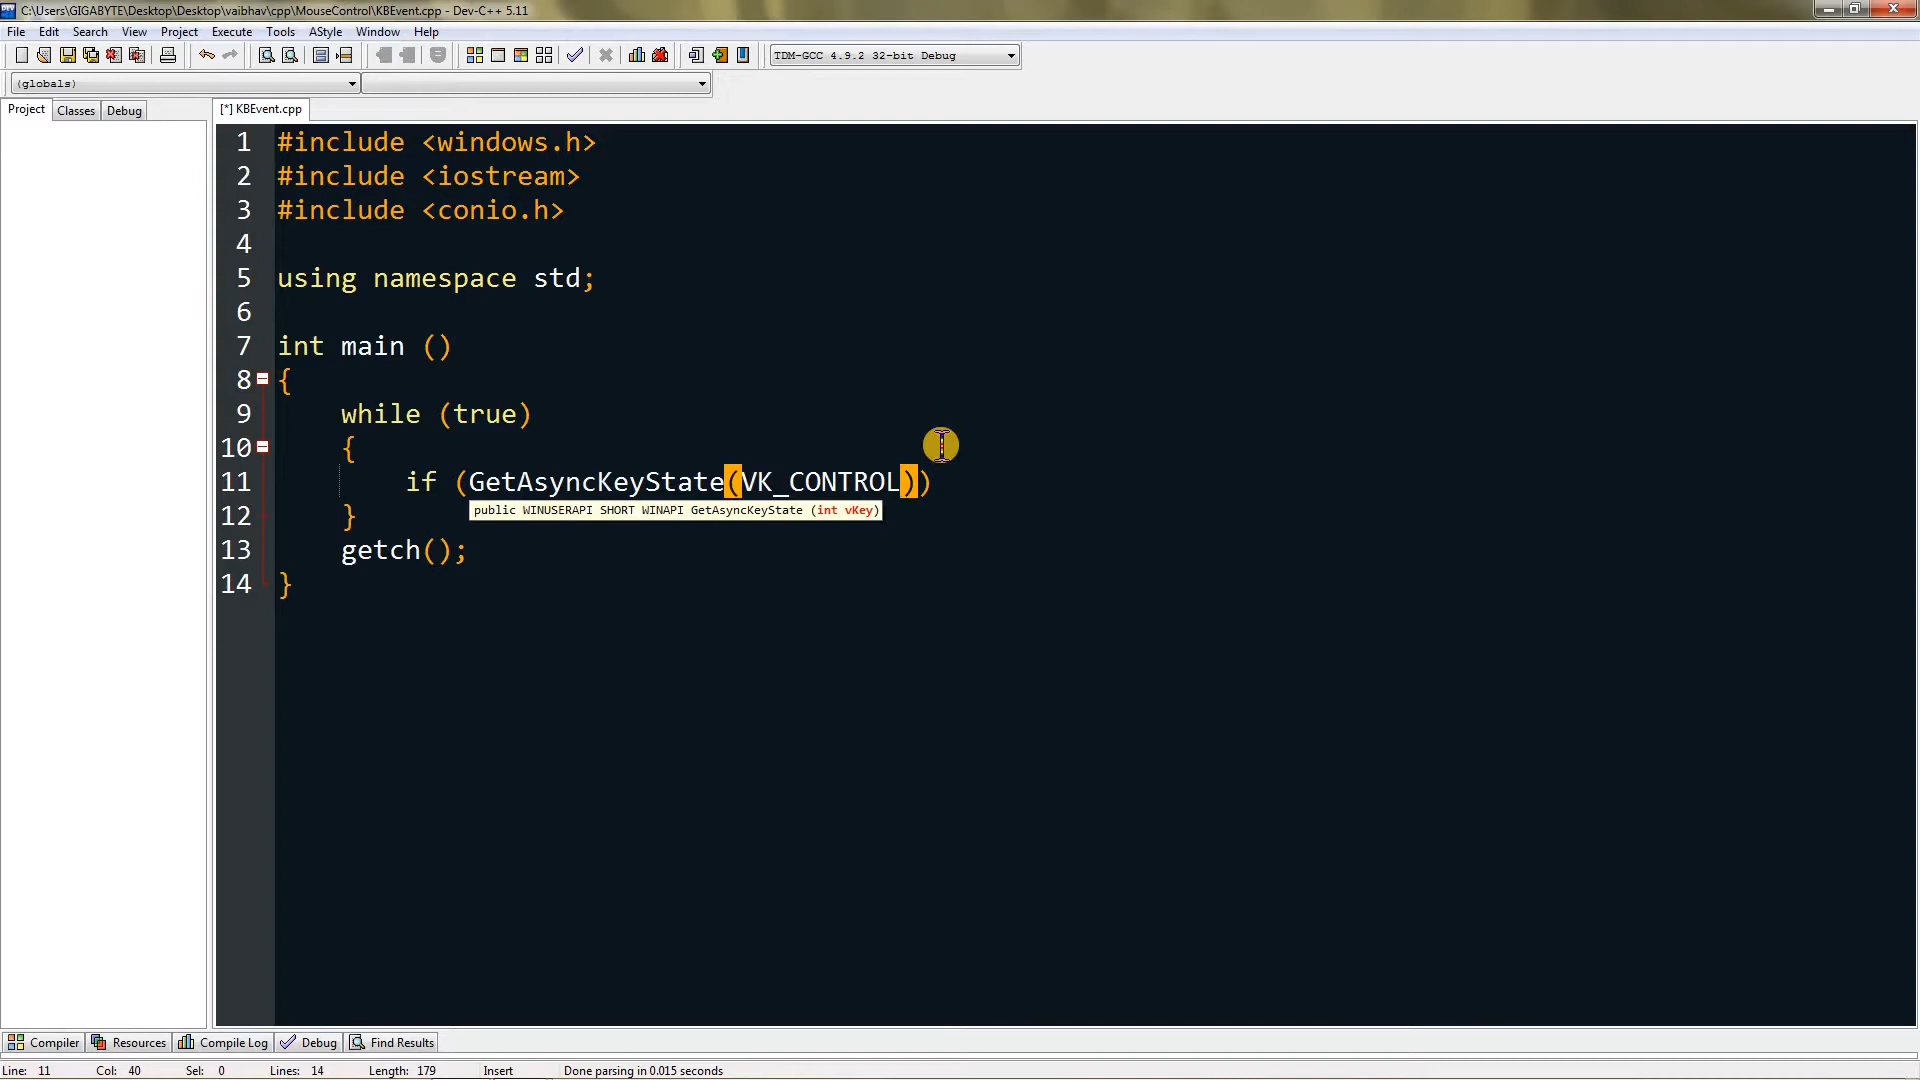 C:\Users\GIGABYTE\Desktop\Desktop\vaibhav\cpp\MouseControl\KBEvent.cpp - Dev-C++ 5.11
File Edit Search View Project Execute Tools AStyle Window Help
TDM-GCC 4.9.2 32-bit Debug
(globals)
Project Classes Debug [*] KBEvent.cpp
1 #include <windows.h>
2 #include <iostream>
3 #include <conio.h>
4
5 using namespace std;
6
7 int main ()
8 {
9 while (true)
10 {
11 if (GetAsyncKeyState(VK_CONTROL))
public WINUSERAPI SHORT WINAPI GetAsyncKeyState (int vKey)
12 }
13 getch();
14 }
Compiler Resources Compile Log Debug Find Results
Line: 11 Col: 40 Sel: 0 Lines: 14 Length: 179 Insert Done parsing in 0.015 seconds